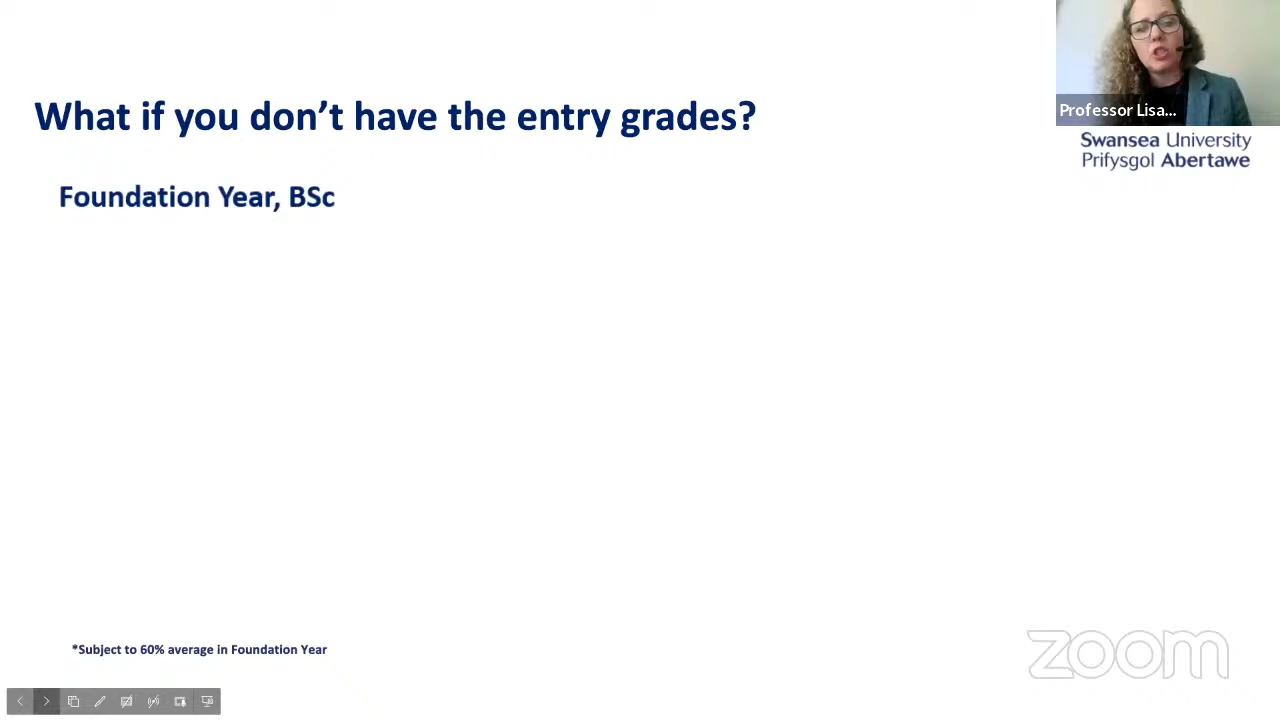 What if you don’t have the entry grades?
Professor Lisa...
Swansea University
Prifysgol Abertawe
Foundation Year, BSc
*Subject to 60% average in Foundation Year
zoom